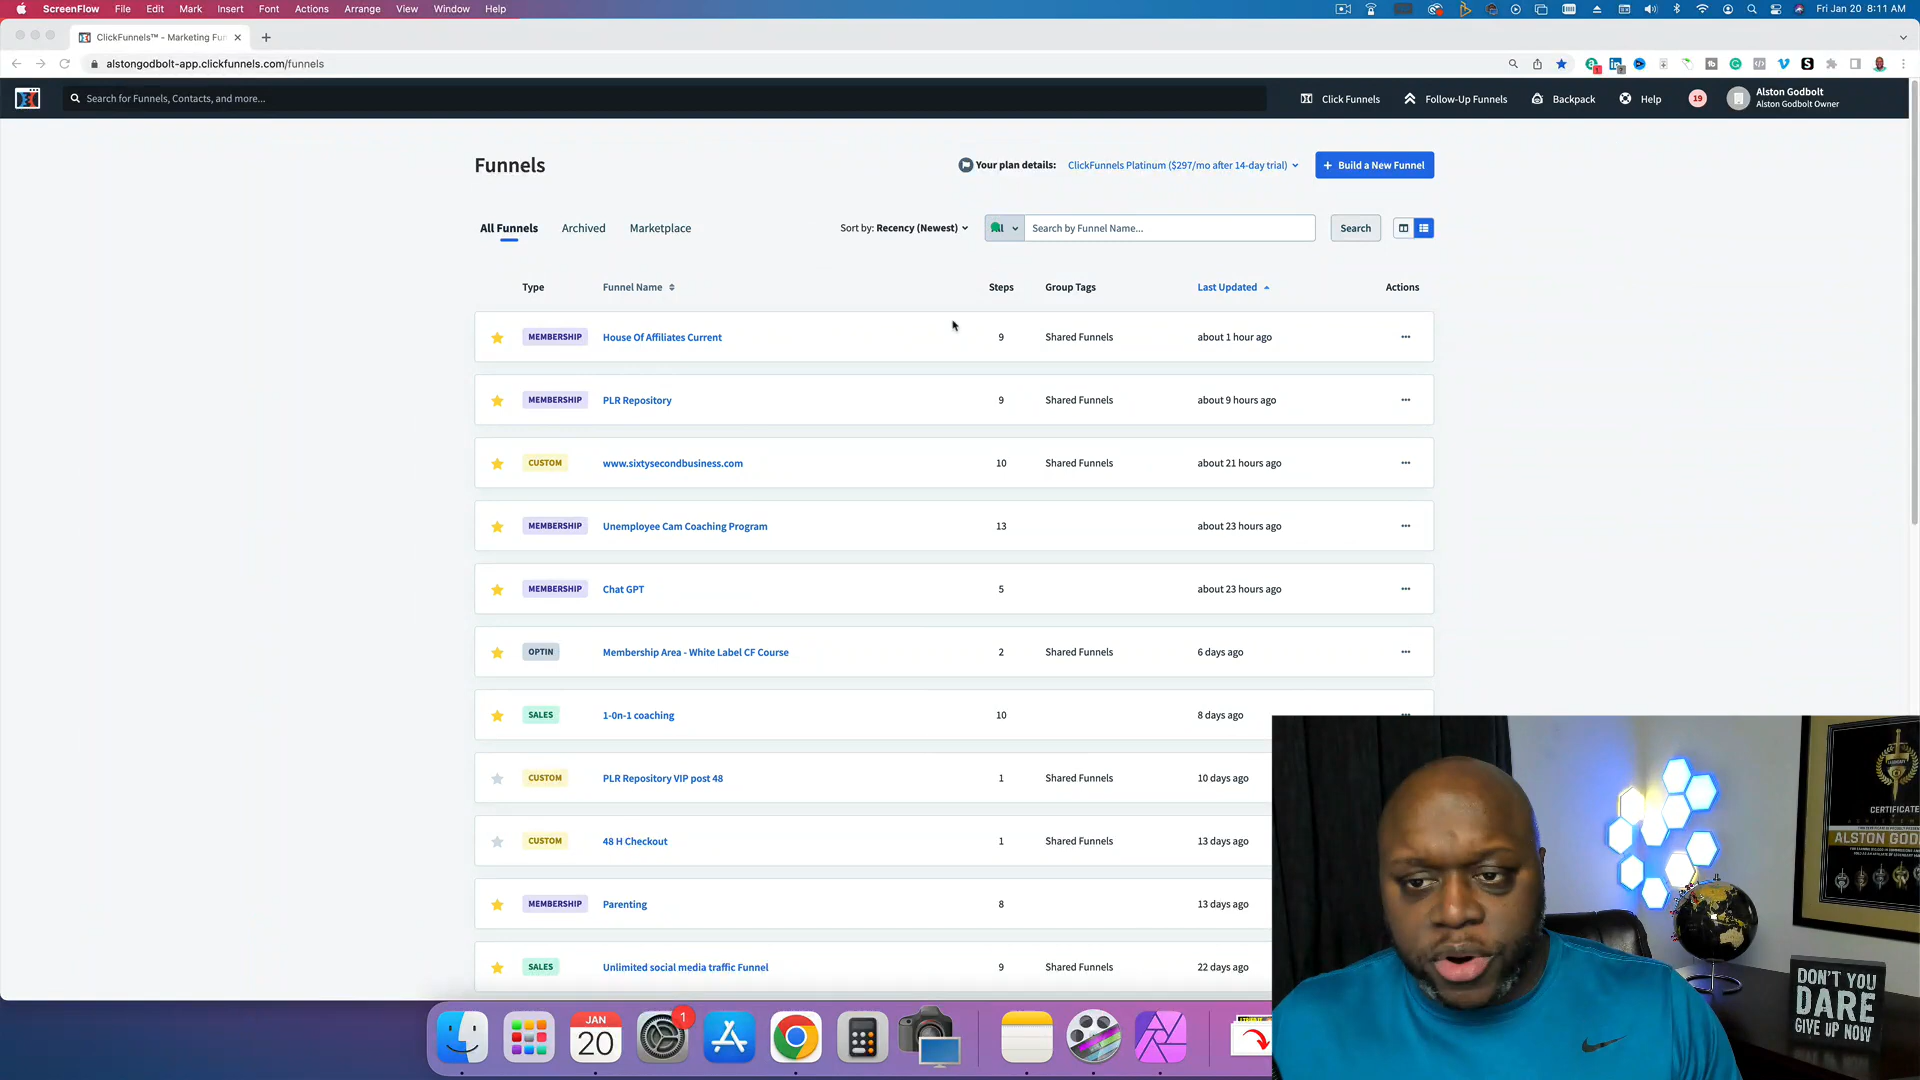 ScreenFlow File Edit Mark Insert Font Actions Arrange View Window Help Fri Jan 20 8:11 AM
ClickFunnels™ - Marketing Fun
alstongodbolt-app.clickfunnels.com/funnels
Search for Funnels, Contacts, and more... Click Funnels Follow-Up Funnels Backpack Help 19 Alston Godbolt
Alston Godbolt Owner
Funnels Your plan details: ClickFunnels Platinum ($297/mo after 14-day trial) + Build a New Funnel
All Funnels Archived Marketplace Sort by: Recency (Newest) Search by Funnel Name... Search
Type Funnel Name Steps Group Tags Last Updated Actions
MEMBERSHIP House Of Affiliates Current 9 Shared Funnels about 1 hour ago
MEMBERSHIP PLR Repository 9 Shared Funnels about 9 hours ago
CUSTOM www.sixtysecondbusiness.com 10 Shared Funnels about 21 hours ago
MEMBERSHIP Unemployee Cam Coaching Program 13 about 23 hours ago
MEMBERSHIP Chat GPT 5 about 23 hours ago
OPTIN Membership Area - White Label CF Course 2 Shared Funnels 6 days ago
SALES 1-0n-1 coaching 10 8 days ago
CUSTOM PLR Repository VIP post 48 1 Shared Funnels 10 days ago
CUSTOM 48 H Checkout 1 Shared Funnels 13 days ago
MEMBERSHIP Parenting 8 13 days ago
SALES Unlimited social media traffic Funnel 9 Shared Funnels 22 days ago
CERTIFICATE
ALSTON GOD
DON'T YOU
DARE
GIVE UP NOW
JAN
20
1